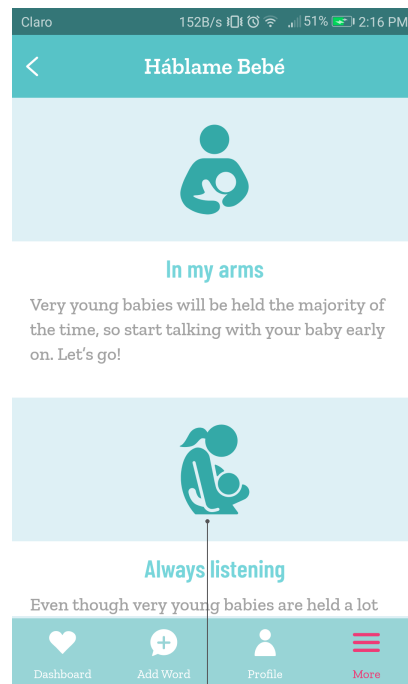 Claro 152B/s 51% 2:16 PM
Háblame Bebé
In my arms
Very young babies will be held the majority of
the time, so start talking with your baby early
on. Let's go!
Always listening
Even though very young babies are held a lot
Dashboard Add Word Profile More